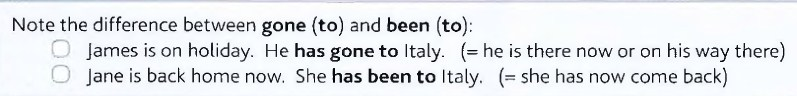 Note the difference between gone (to) and been (to):
James is on holiday. He has gone to Italy. (= he is there now or on his way there)
Jane is back home now. She has been to Italy. (= she has now come back)